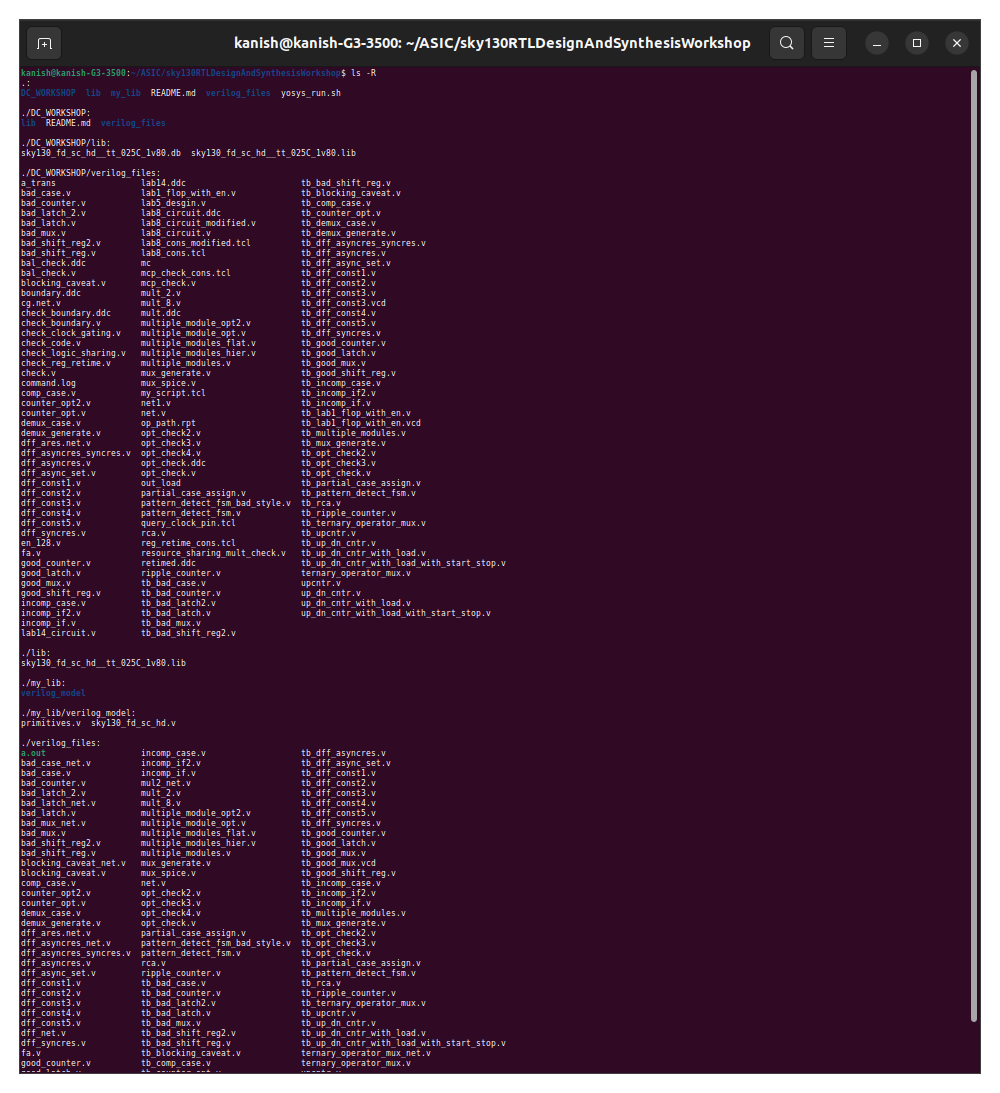 kanish@kanish-G3-3500: ~/ASIC/sky130RTLDesignAndSynthesisWorkshop
kanish@kanish-G3-3500:~/ASIC/sky130RTLDesignAndSynthesisWorkshop$ ls -R
.:
DC_WORKSHOP  lib  my_lib  README.md  verilog_files  yosys_run.sh

./DC_WORKSHOP:
lib  README.md  verilog_files

./DC_WORKSHOP/lib:
sky130_fd_sc_hd__tt_025C_1v80.db  sky130_fd_sc_hd__tt_025C_1v80.lib

./DC_WORKSHOP/verilog_files:
a_trans  lab14.ddc  tb_bad_shift_reg.v
bad_case.v  lab1_flop_with_en.v  tb_blocking_caveat.v
bad_counter.v  lab5_desgin.v  tb_comp_case.v
bad_latch_2.v  lab8_circuit.ddc  tb_counter_opt.v
bad_latch.v  lab8_circuit_modified.v  tb_demux_case.v
bad_mux.v  lab8_circuit.v  tb_demux_generate.v
bad_shift_reg2.v  lab8_cons_modified.tcl  tb_dff_asyncres_syncres.v
bad_shift_reg.v  lab8_cons.tcl  tb_dff_asyncres.v
bal_check.ddc  mc  tb_dff_async_set.v
bal_check.v  mcp_check_cons.tcl  tb_dff_const1.v
blocking_caveat.v  mcp_check.v  tb_dff_const2.v
boundary.ddc  mult_2.v  tb_dff_const3.v
cg.net.v  mult_8.v  tb_dff_const3.vcd
check_boundary.ddc  mult.ddc  tb_dff_const4.v
check_boundary.v  multiple_module_opt2.v  tb_dff_const5.v
check_clock_gating.v  multiple_module_opt.v  tb_dff_syncres.v
check_code.v  multiple_modules_flat.v  tb_good_counter.v
check_logic_sharing.v  multiple_modules_hier.v  tb_good_latch.v
check_reg_retime.v  multiple_modules.v  tb_good_mux.v
check.v  mux_generate.v  tb_good_shift_reg.v
command.log  mux_spice.v  tb_incomp_case.v
comp_case.v  my_script.tcl  tb_incomp_if2.v
counter_opt2.v  net1.v  tb_incomp_if.v
counter_opt.v  net.v  tb_lab1_flop_with_en.v
demux_case.v  op_path.rpt  tb_lab1_flop_with_en.vcd
demux_generate.v  opt_check2.v  tb_multiple_modules.v
dff_ares.net.v  opt_check3.v  tb_mux_generate.v
dff_asyncres_syncres.v  opt_check4.v  tb_opt_check2.v
dff_asyncres.v  opt_check.ddc  tb_opt_check3.v
dff_async_set.v  opt_check.v  tb_opt_check.v
dff_const1.v  out_load  tb_partial_case_assign.v
dff_const2.v  partial_case_assign.v  tb_pattern_detect_fsm.v
dff_const3.v  pattern_detect_fsm_bad_style.v  tb_rca.v
dff_const4.v  pattern_detect_fsm.v  tb_ripple_counter.v
dff_const5.v  query_clock_pin.tcl  tb_ternary_operator_mux.v
dff_syncres.v  rca.v  tb_upcntr.v
en_128.v  reg_retime_cons.tcl  tb_up_dn_cntr.v
fa.v  resource_sharing_mult_check.v  tb_up_dn_cntr_with_load.v
good_counter.v  retimed.ddc  tb_up_dn_cntr_with_load_with_start_stop.v
good_latch.v  ripple_counter.v  ternary_operator_mux.v
good_mux.v  tb_bad_case.v  upcntr.v
good_shift_reg.v  tb_bad_counter.v  up_dn_cntr.v
incomp_case.v  tb_bad_latch2.v  up_dn_cntr_with_load.v
incomp_if2.v  tb_bad_latch.v  up_dn_cntr_with_load_with_start_stop.v
incomp_if.v  tb_bad_mux.v
lab14_circuit.v  tb_bad_shift_reg2.v

./lib:
sky130_fd_sc_hd__tt_025C_1v80.lib

./my_lib:
verilog_model

./my_lib/verilog_model:
primitives.v  sky130_fd_sc_hd.v

./verilog_files:
a.out  incomp_case.v  tb_dff_asyncres.v
bad_case_net.v  incomp_if2.v  tb_dff_async_set.v
bad_case.v  incomp_if.v  tb_dff_const1.v
bad_counter.v  mul2_net.v  tb_dff_const2.v
bad_latch_2.v  mult_2.v  tb_dff_const3.v
bad_latch_net.v  mult_8.v  tb_dff_const4.v
bad_latch.v  multiple_module_opt2.v  tb_dff_const5.v
bad_mux_net.v  multiple_module_opt.v  tb_dff_syncres.v
bad_mux.v  multiple_modules_flat.v  tb_good_counter.v
bad_shift_reg2.v  multiple_modules_hier.v  tb_good_latch.v
bad_shift_reg.v  multiple_modules.v  tb_good_mux.v
blocking_caveat_net.v  mux_generate.v  tb_good_mux.vcd
blocking_caveat.v  mux_spice.v  tb_good_shift_reg.v
comp_case.v  net.v  tb_incomp_case.v
counter_opt2.v  opt_check2.v  tb_incomp_if2.v
counter_opt.v  opt_check3.v  tb_incomp_if.v
demux_case.v  opt_check4.v  tb_multiple_modules.v
demux_generate.v  opt_check.v  tb_mux_generate.v
dff_ares.net.v  partial_case_assign.v  tb_opt_check2.v
dff_asyncres_net.v  pattern_detect_fsm_bad_style.v  tb_opt_check3.v
dff_asyncres_syncres.v  pattern_detect_fsm.v  tb_opt_check.v
dff_asyncres.v  rca.v  tb_partial_case_assign.v
dff_async_set.v  ripple_counter.v  tb_pattern_detect_fsm.v
dff_const1.v  tb_bad_case.v  tb_rca.v
dff_const2.v  tb_bad_counter.v  tb_ripple_counter.v
dff_const3.v  tb_bad_latch2.v  tb_ternary_operator_mux.v
dff_const4.v  tb_bad_latch.v  tb_upcntr.v
dff_const5.v  tb_bad_mux.v  tb_up_dn_cntr.v
dff_net.v  tb_bad_shift_reg2.v  tb_up_dn_cntr_with_load.v
dff_syncres.v  tb_bad_shift_reg.v  tb_up_dn_cntr_with_load_with_start_stop.v
fa.v  tb_blocking_caveat.v  ternary_operator_mux_net.v
good_counter.v  tb_comp_case.v  ternary_operator_mux.v